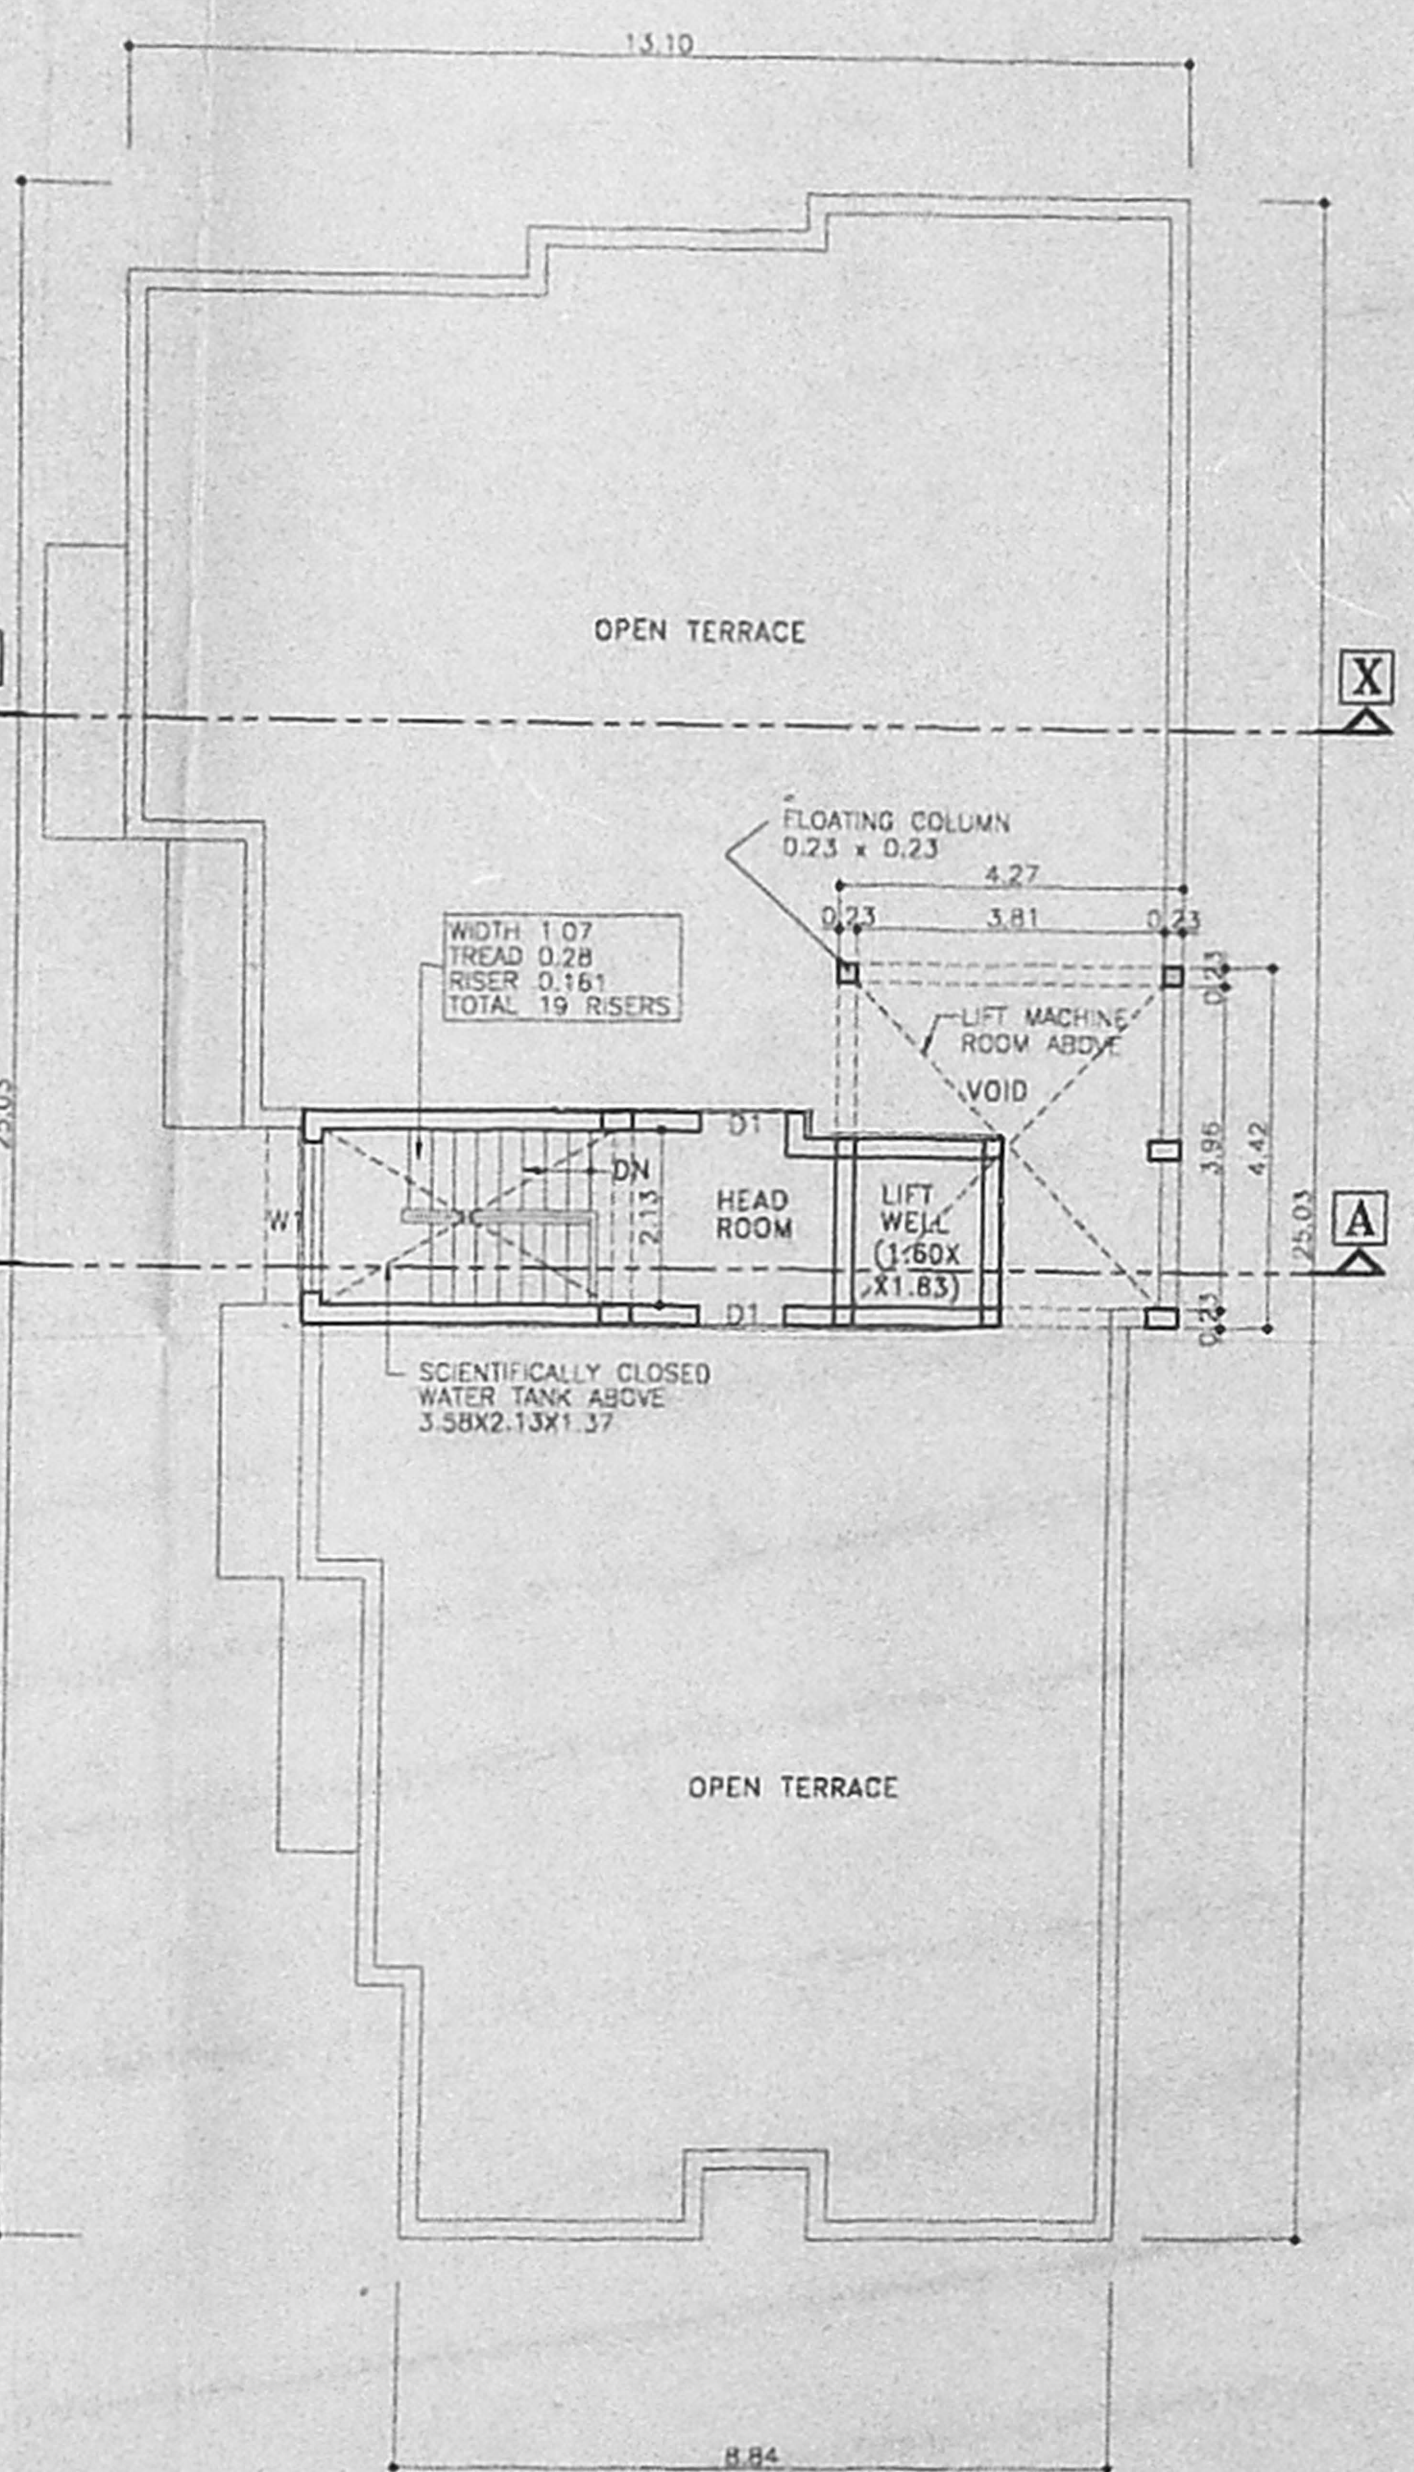 13.10
OPEN TERRACE
X
FLOATING COLUMN
0.23 x 0.23
4.27
0.23
3.81
0.23
WIDTH 1.07
TREAD 0.28
RISER 0.161
TOTAL 19 RISERS
0.23
LIFT MACHINE
ROOM ABOVE
VOID
D1
3.96
4.42
DN
2.13
HEAD
ROOM
LIFT
WELL
(1.60X
X1.83)
W1
25.03
A
25.03
D1
0.23
SCIENTIFICALLY CLOSED
WATER TANK ABOVE
3.58X2.13X1.37
OPEN TERRACE
8.84